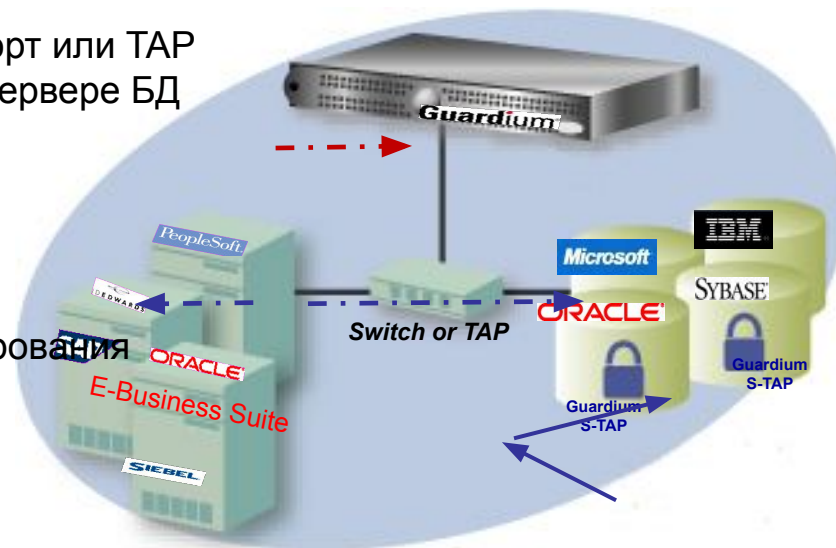 орт или TAP
ервере БД
Guardium
PeopleSoft
IBM
Microsoft
SYBASE
EDWARDS
Switch or TAP
ORACLE
рования
ORACLE
E-Business Suite
Guardium
S-TAP
Guardium
S-TAP
SIEBEL